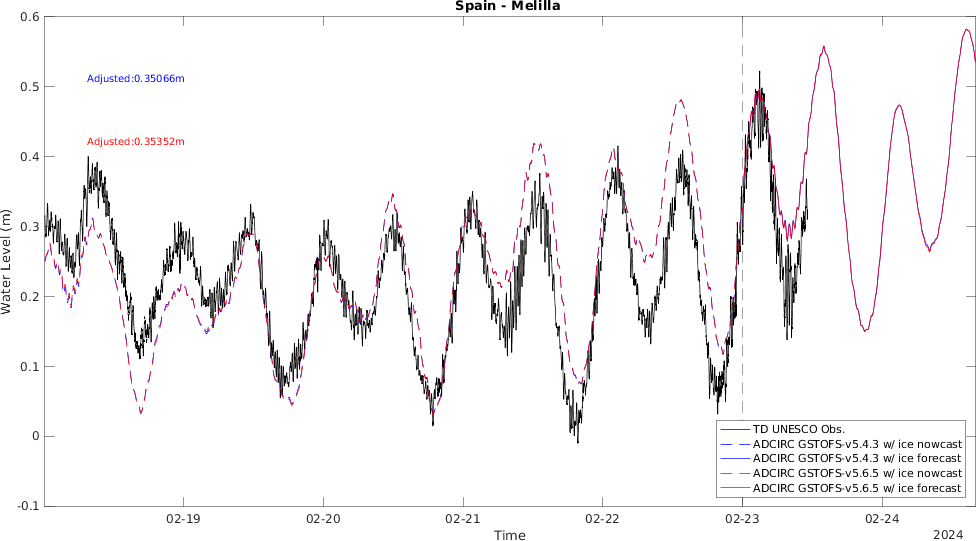 Spain - Melilla
0.6
0.5
0.4
0.3
0.2
0.1
0
-0.1
Water Level (m)
Adjusted:0.35066m
Adjusted:0.35352m
TD UNESCO Obs.
ADCIRC GSTOFS-v5.4.3 w/ ice nowcast
ADCIRC GSTOFS-v5.4.3 w/ ice forecast
ADCIRC GSTOFS-v5.6.5 w/ ice nowcast
ADCIRC GSTOFS-v5.6.5 w/ ice forecast
02-19 02-20 02-21 02-22 02-23 02-24
Time
2024